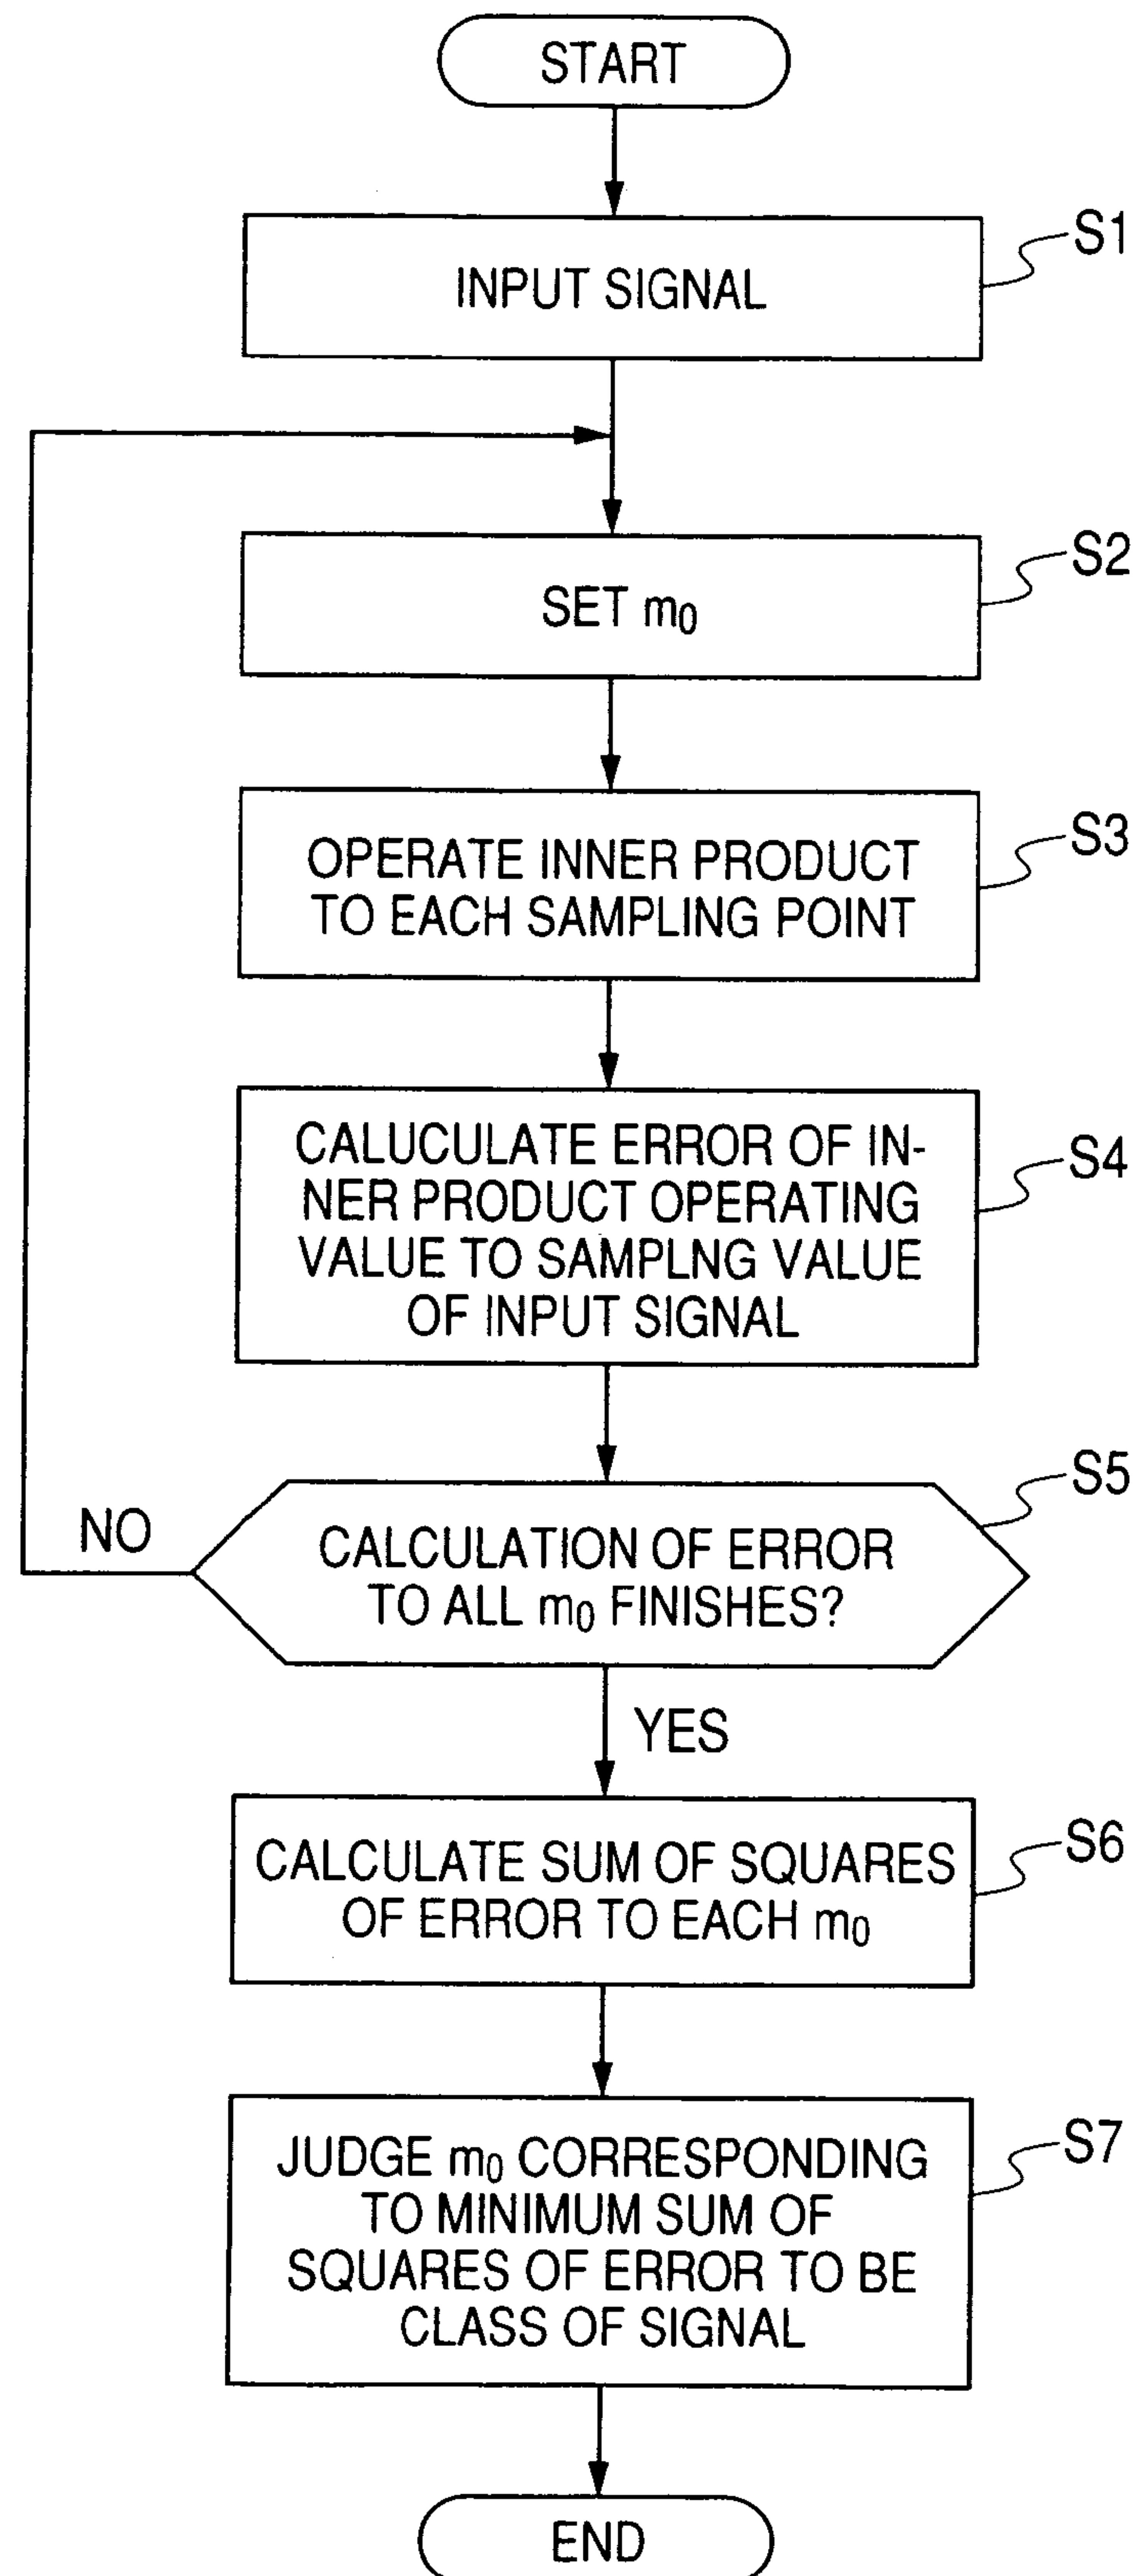 START
S1
INPUT SIGNAL
S2
SET m₀
S3
OPERATE INNER PRODUCT
TO EACH SAMPLING POINT
S4
CALUCULATE ERROR OF IN-
NER PRODUCT OPERATING
VALUE TO SAMPLNG VALUE
OF INPUT SIGNAL
S5
NO
CALCULATION OF ERROR
TO ALL m₀ FINISHES?
YES
S6
CALCULATE SUM OF SQUARES
OF ERROR TO EACH m₀
S7
JUDGE m₀ CORRESPONDING
TO MINIMUM SUM OF
SQUARES OF ERROR TO BE
CLASS OF SIGNAL
END